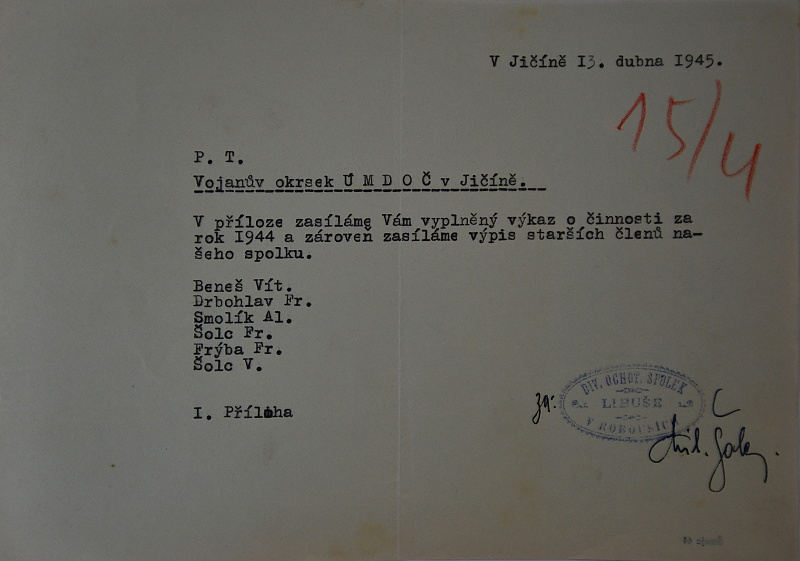 V Jičíně 13. dubna 1945.
15/4
P. T.
Vojanův okrsek Ú M D O Č v Jičíně.
V příloze zasíláme Vám vyplněný výkaz o činnosti za
rok 1944 a zároveň zasíláme výpis starších členů na-
šeho spolku.
Beneš Vít.
Drbohlav Fr.
Smolík Al.
Šolc Fr.
Frýba Fr.
Šolc V.
I. Příloha
DIV. OCHOT. SPOLEK
LIBUŠE
V ROBOUSICH